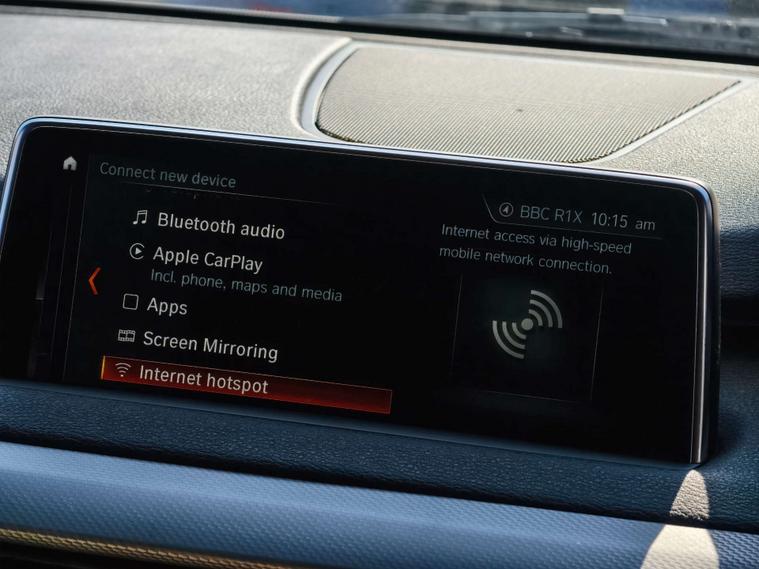 Connect new device
BBC R1X 10:15 am
Bluetooth audio
Apple CarPlay
Incl. phone, maps and media
Apps
Screen Mirroring
Internet hotspot
Internet access via high-speed
mobile network connection.